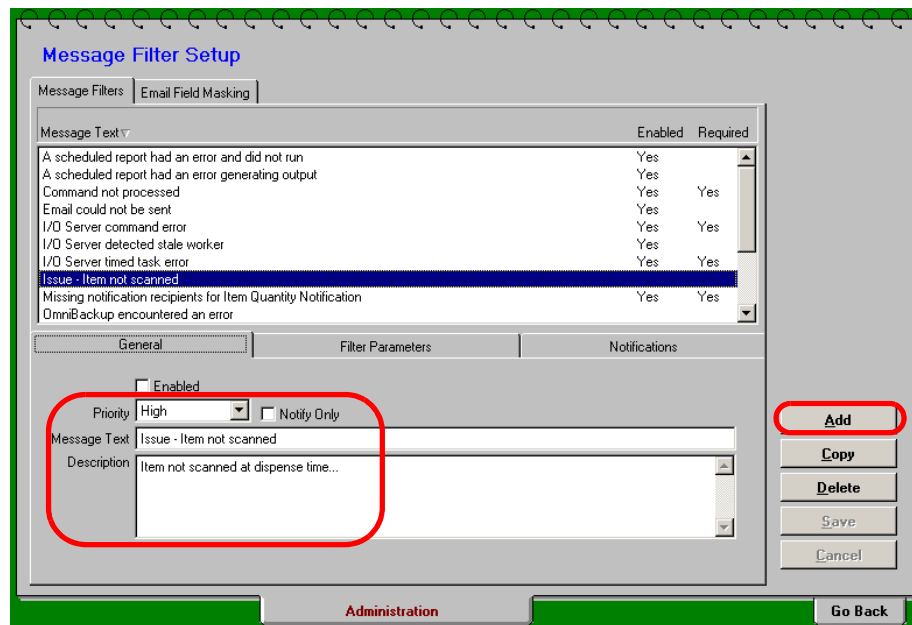 Message Filter Setup
Message Filters Email Field Masking
Message Text Enabled Required
A scheduled report had an error and did not run Yes
A scheduled report had an error generating output Yes
Command not processed Yes Yes
Email could not be sent Yes
I/O Server command error Yes Yes
I/O Server detected stale worker Yes
I/O Server timed task error Yes Yes
Issue - Item not scanned
Missing notification recipients for Item Quantity Notification Yes Yes
OmniBackup encountered an error
General Filter Parameters Notifications
Enabled
Priority High Notify Only
Message Text Issue - Item not scanned
Description Item not scanned at dispense time...
Add
Copy
Delete
Save
Cancel
Administration Go Back